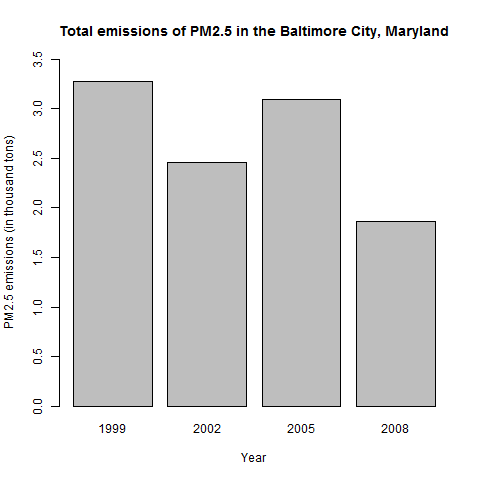 Total emissions of PM2.5 in the Baltimore City, Maryland
PM2.5 emissions (in thousand tons)
3.5
3.0
2.5
2.0
1.5
1.0
0.5
0.0
1999 2002 2005 2008
Year